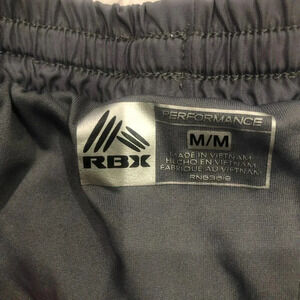 RBX
PERFORMANCE
M/M
MADE IN VIETNAM
HECHO EN VIETNAM
FABRIQUÉ AU VIETNAM